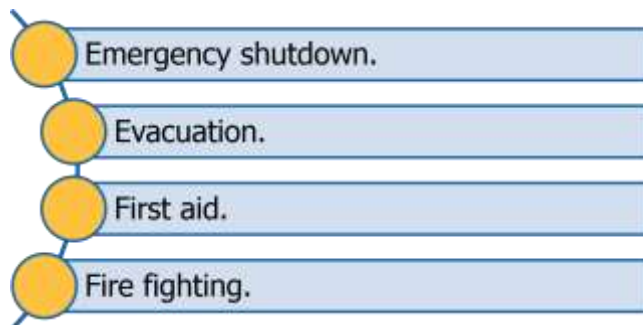 Emergency shutdown.
Evacuation.
First aid.
Fire fighting.